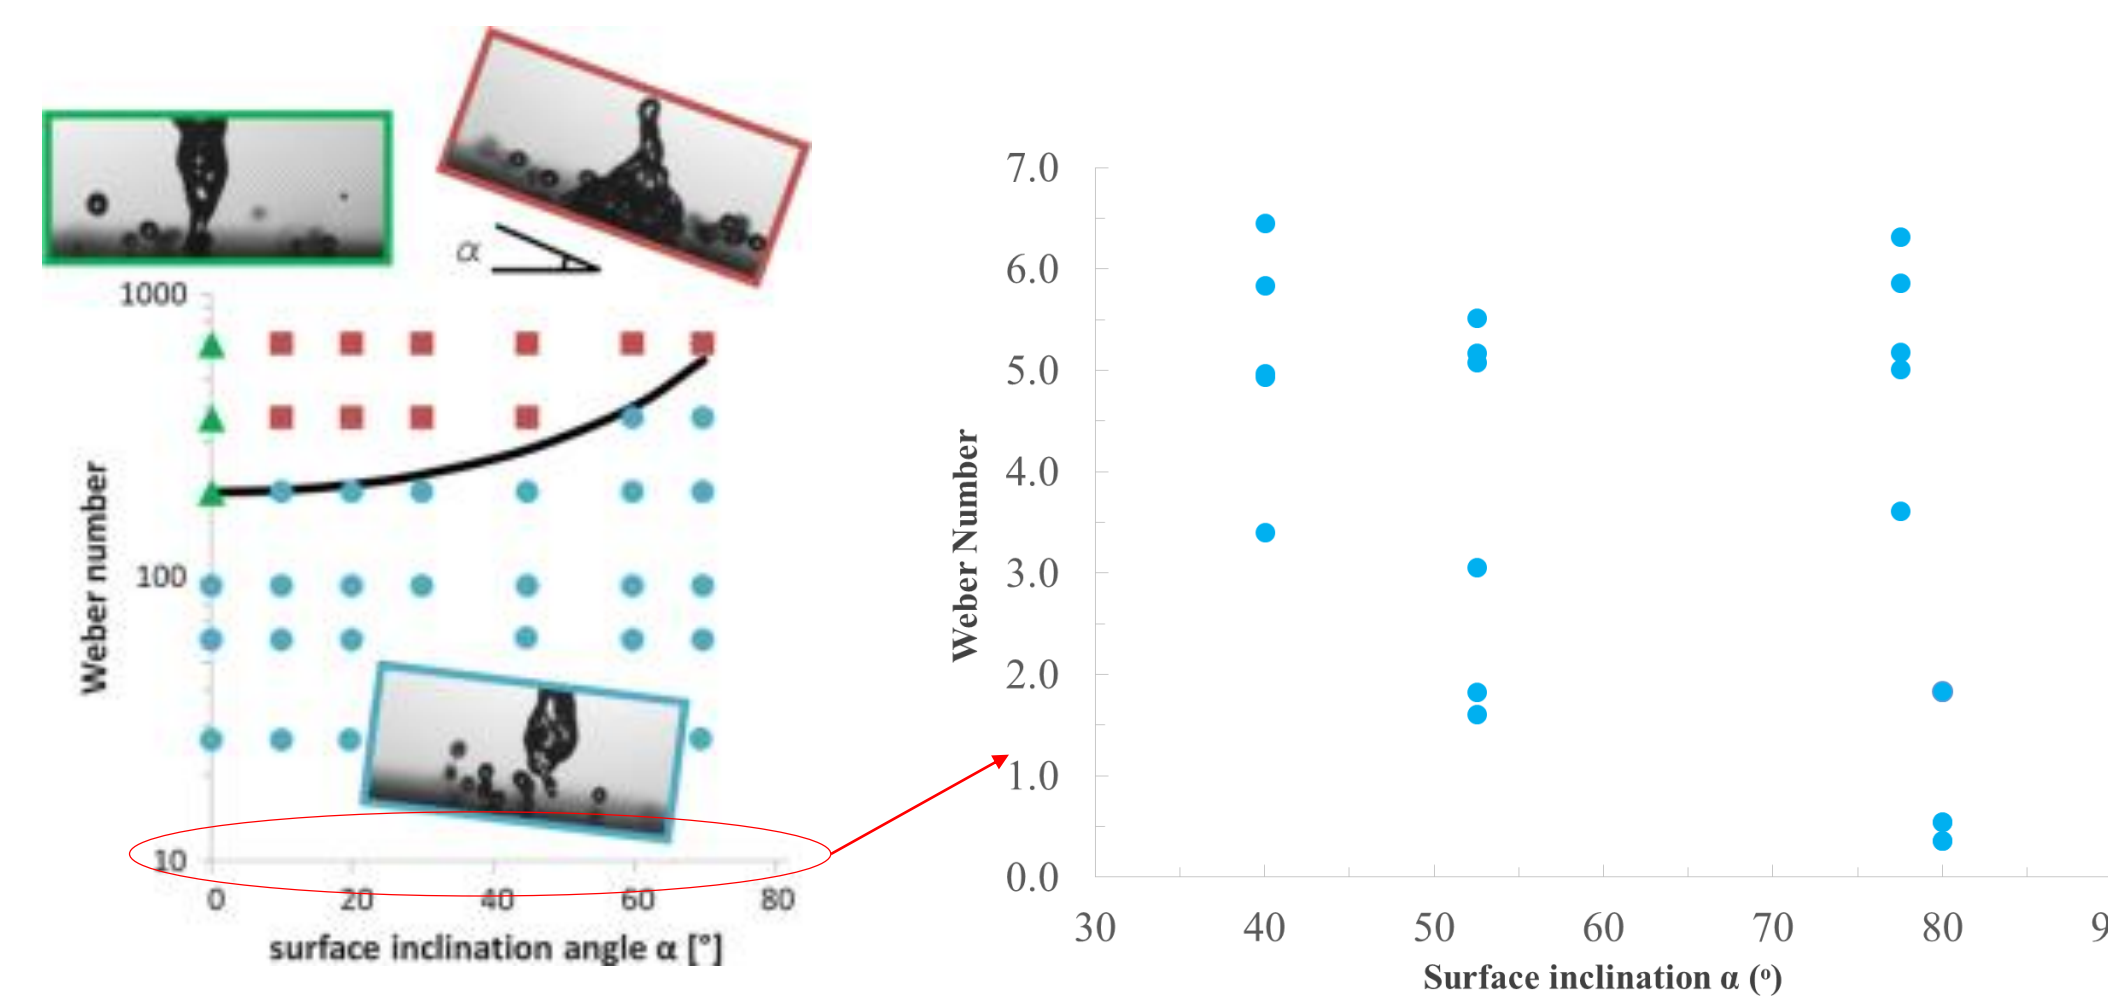 α
1000
100
10
Weber number
0 20 40 60 80
surface inclination angle α [°]
7.0
6.0
5.0
4.0
3.0
2.0
1.0
0.0
Weber Number
30 40 50 60 70 80 9
Surface inclination α (º)